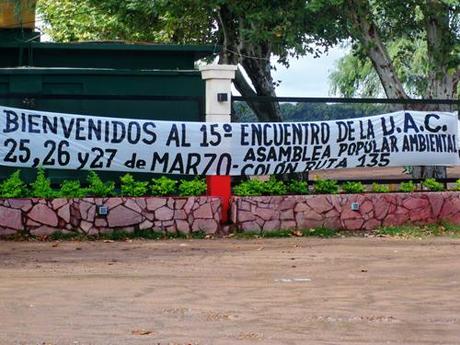 BIENVENIDOS AL 15º ENCUENTRO DE LA U.A.C.
25, 26 y 27 de MARZO- ASAMBLEA POPULAR AMBIENTAL
COLON RUTA 135